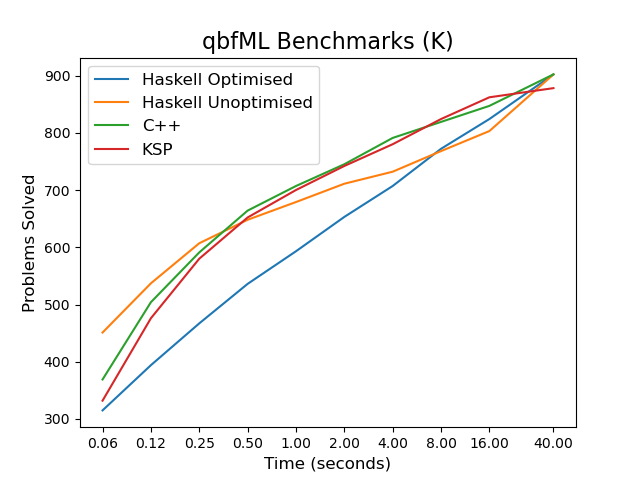 qbfML Benchmarks (K)
Haskell Optimised
Haskell Unoptimised
C++
KSP
Problems Solved
900
800
700
600
500
400
300
0.06 0.12 0.25 0.50 1.00 2.00 4.00 8.00 16.00 40.00
Time (seconds)